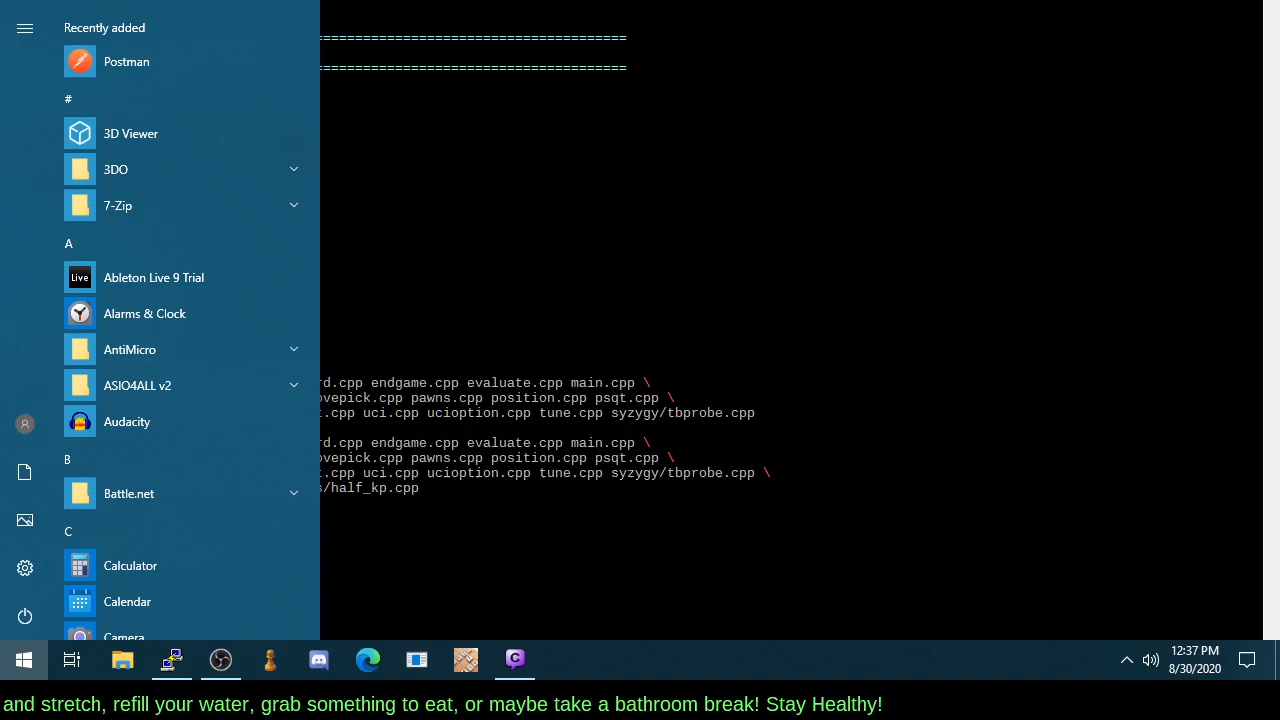 Recently added
Postman
#
3D Viewer
3DO
7-Zip
A
Live
Ableton Live 9 Trial
Alarms & Clock
AntiMicro
ASIO4ALL v2
Audacity
B
Battle.net
C
Calculator
Calendar
Camera
=======================================
=======================================
rd.cpp endgame.cpp evaluate.cpp main.cpp \
ovepick.cpp pawns.cpp position.cpp psqt.cpp \
t.cpp uci.cpp ucioption.cpp tune.cpp syzygy/tbprobe.cpp
rd.cpp endgame.cpp evaluate.cpp main.cpp \
ovepick.cpp pawns.cpp position.cpp psqt.cpp \
t.cpp uci.cpp ucioption.cpp tune.cpp syzygy/tbprobe.cpp \
s/half_kp.cpp
C
12:37 PM
8/30/2020
and stretch, refill your water, grab something to eat, or maybe take a bathroom break! Stay Healthy!